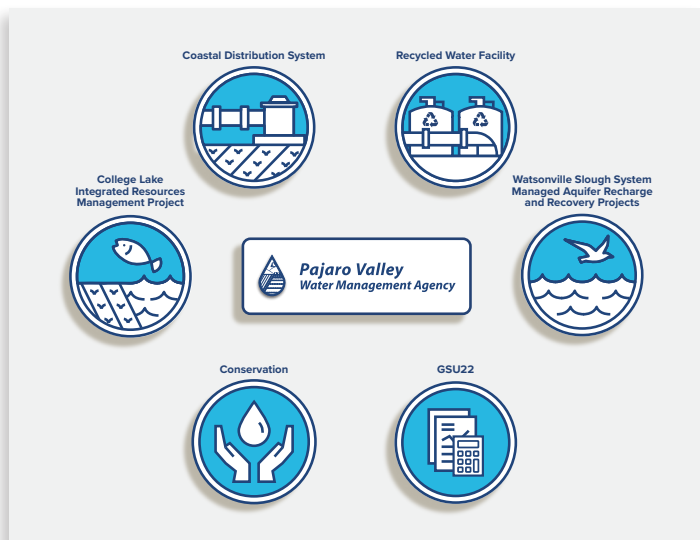 Coastal Distribution System
Recycled Water Facility
College Lake
Integrated Resources
Management Project
Watsonville Slough System
Managed Aquifer Recharge
and Recovery Projects
Pajaro Valley
Water Management Agency
Conservation
GSU22